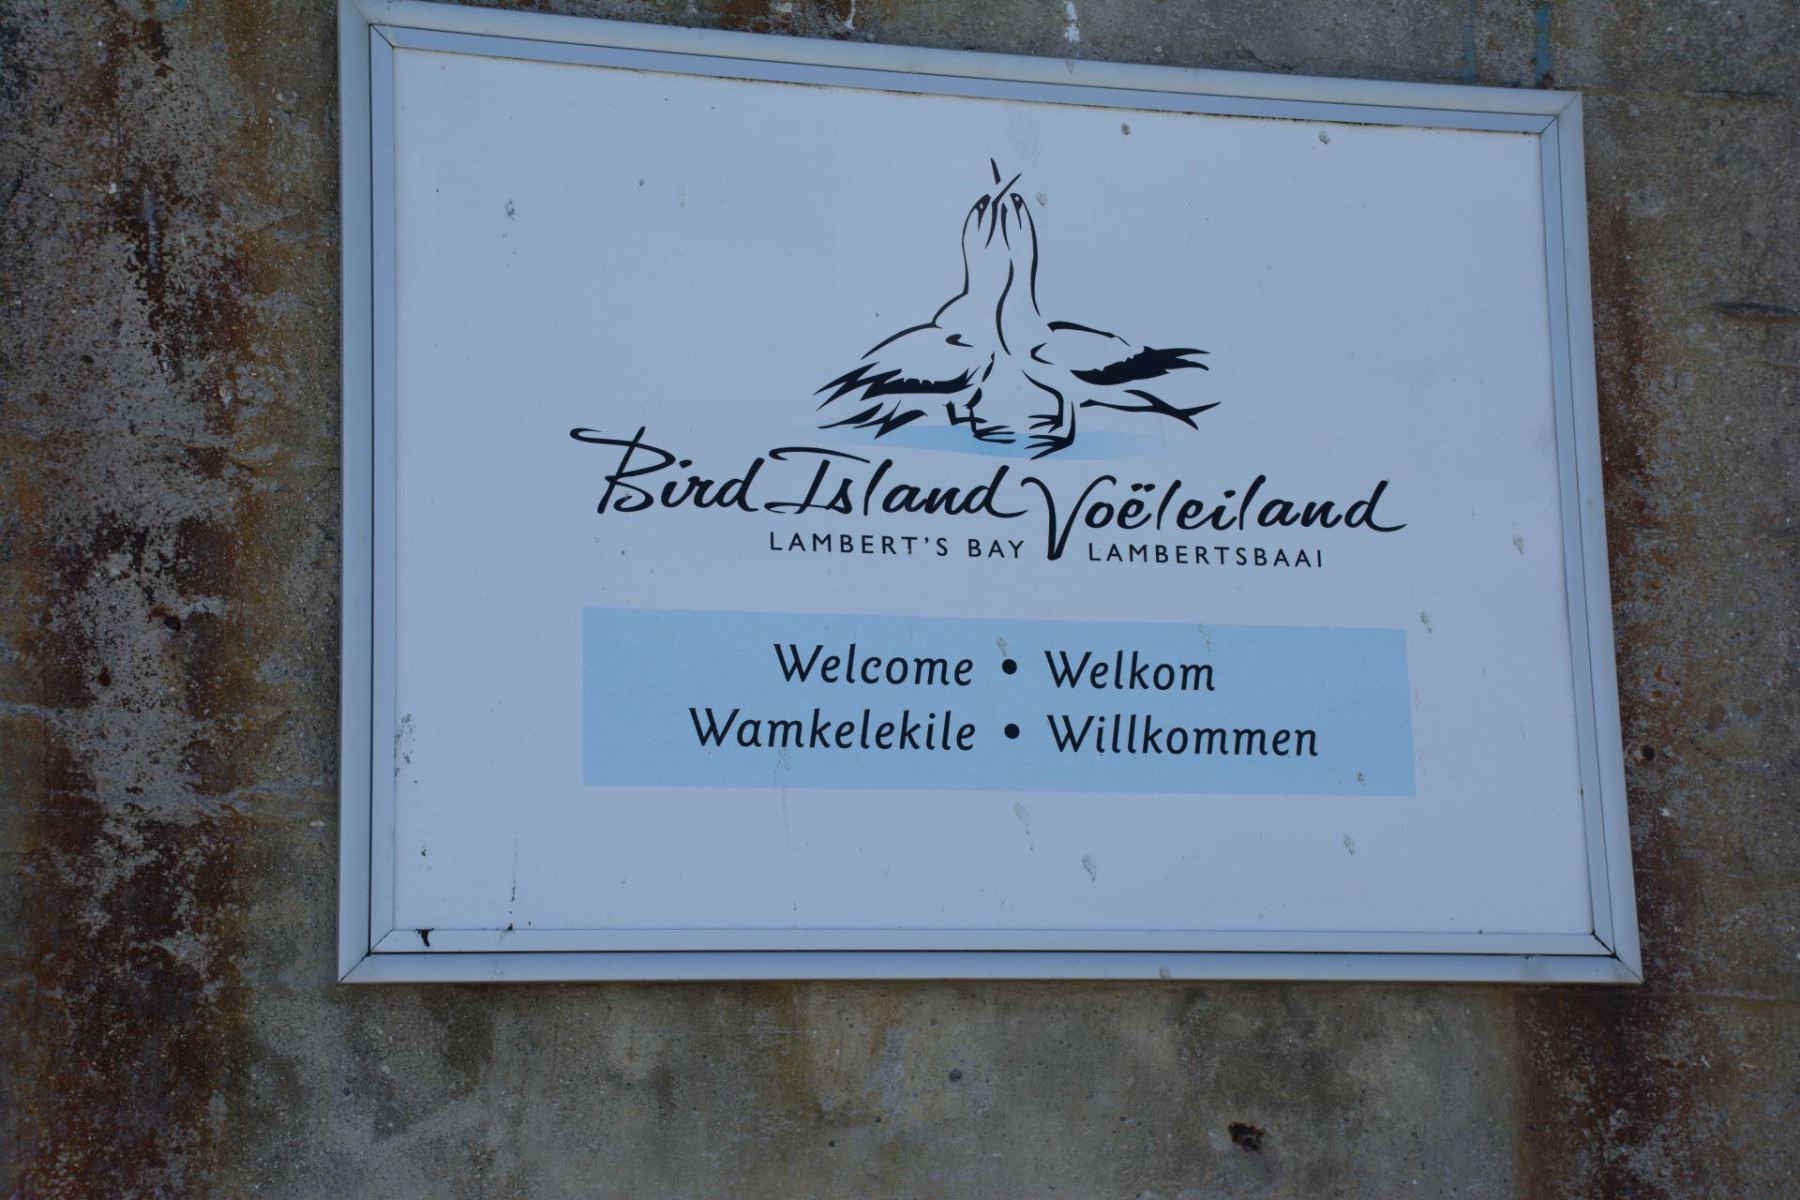 Bird Island Voëleiland
LAMBERT'S BAY LAMBERTSBAAI
Welcome • Welkom
Wamkelekile • Willkommen